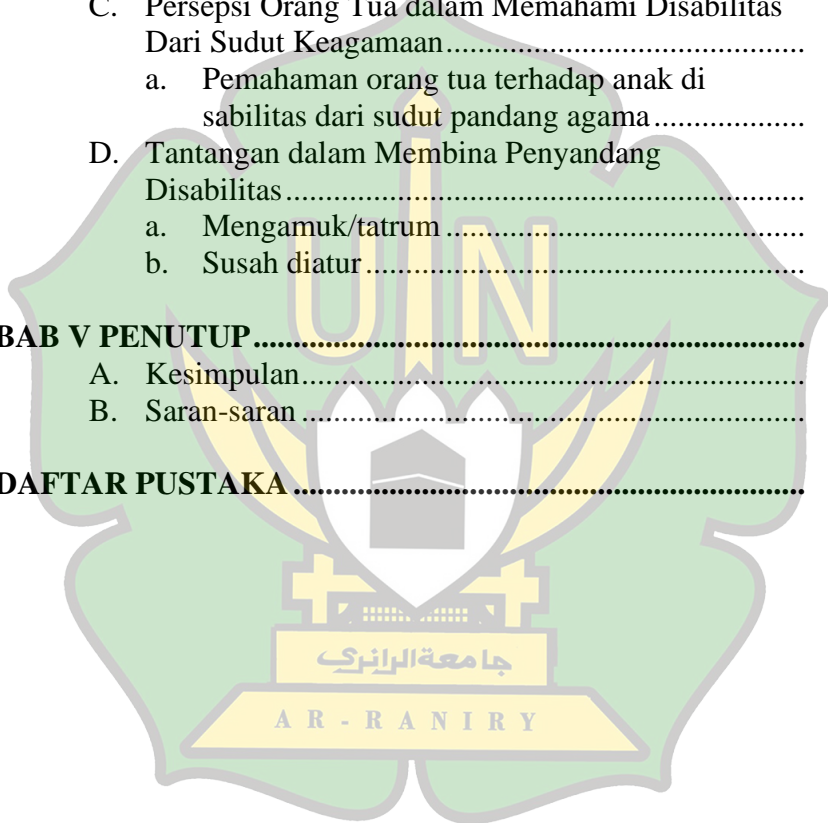 C. Persepsi Orang Tua dalam Memahami Disabilitas
Dari Sudut Keagamaan....................................................
a. Pemahaman orang tua terhadap anak di
sabilitas dari sudut pandang agama...................
D. Tantangan dalam Membina Penyandang
Disabilitas..........................................................................
a. Mengamuk/tatrum..................................................
b. Susah diatur.............................................................
BAB V PENUTUP..............................................................................
A. Kesimpulan........................................................................
B. Saran-saran........................................................................
DAFTAR PUSTAKA........................................................................
UIN
جامعة الرانري
AR-RANIRY